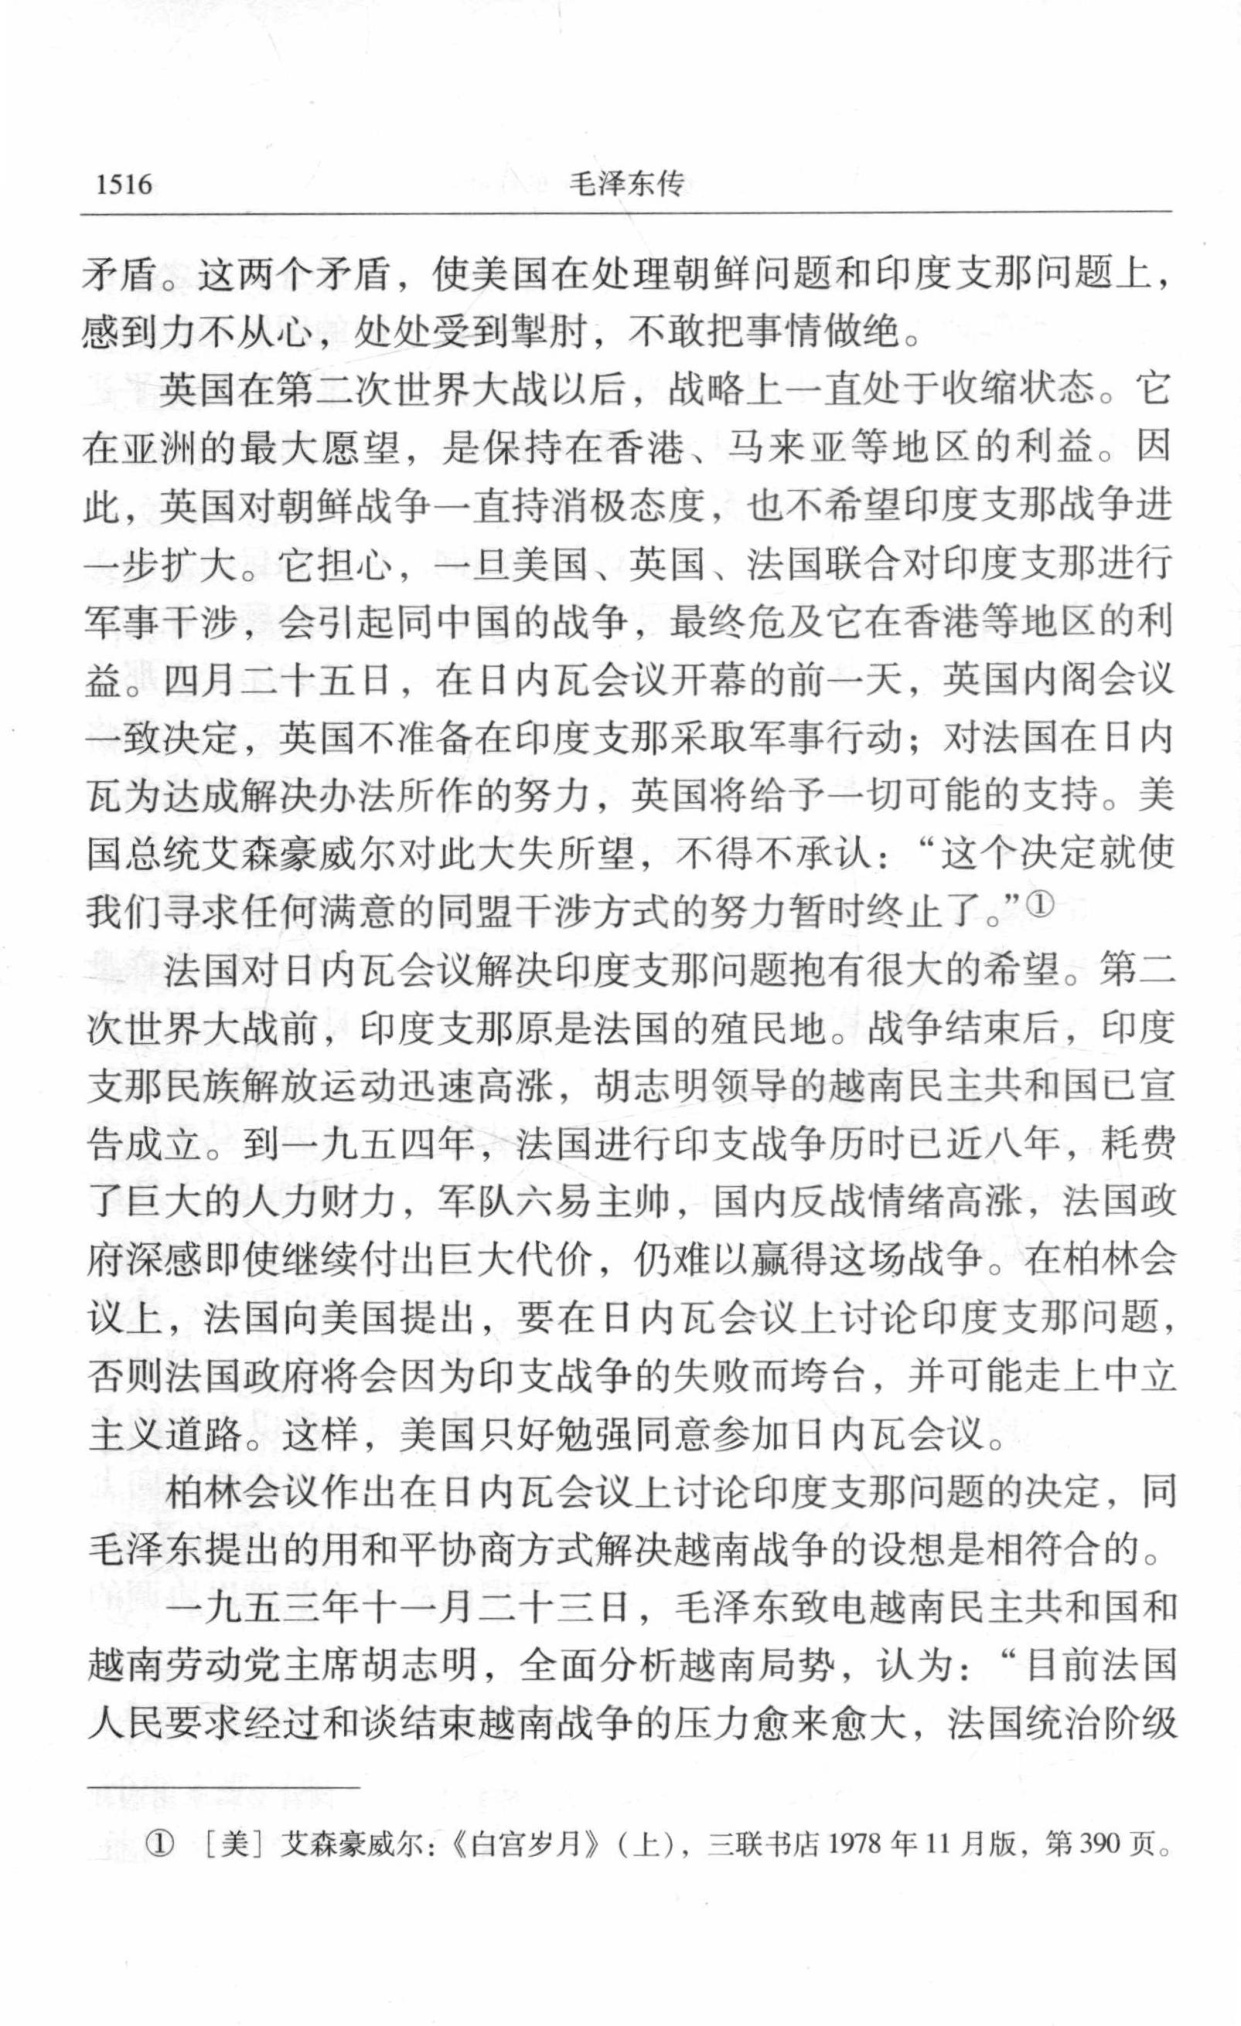 1516
毛泽东传
矛盾。这两个矛盾，使美国在处理朝鲜问题和印度支那问题上，
感到力不从心，处处受到掣肘，不敢把事情做绝。
英国在第二次世界大战以后，战略上一直处于收缩状态。它
在亚洲的最大愿望，是保持在香港、马来亚等地区的利益。因
此，英国对朝鲜战争一直持消极态度，也不希望印度支那战争进
一步扩大。它担心，一旦美国、英国、法国联合对印度支那进行
军事干涉，会引起同中国的战争，最终危及它在香港等地区的利
益。四月二十五日，在日内瓦会议开幕的前一天，英国内阁会议
一致决定，英国不准备在印度支那采取军事行动；对法国在日内
瓦为达成解决办法所作的努力，英国将给予一切可能的支持。美
国总统艾森豪威尔对此大失所望，不得不承认：“这个决定就使
我们寻求任何满意的同盟干涉方式的努力暂时终止了。”①
法国对日内瓦会议解决印度支那问题抱有很大的希望。第二
次世界大战前，印度支那原是法国的殖民地。战争结束后，印度
支那民族解放运动迅速高涨，胡志明领导的越南民主共和国已宣
告成立。到一九五四年，法国进行印支战争历时已近八年，耗费
了巨大的人力财力，军队六易主帅，国内反战情绪高涨，法国政
府深感即使继续付出巨大代价，仍难以赢得这场战争。在柏林会
议上，法国向美国提出，要在日内瓦会议上讨论印度支那问题，
否则法国政府将会因为印支战争的失败而垮台，并可能走上中立
主义道路。这样，美国只好勉强同意参加日内瓦会议。
柏林会议作出在日内瓦会议上讨论印度支那问题的决定，同
毛泽东提出的用和平协商方式解决越南战争的设想是相符合的。
一九五三年十一月二十三日，毛泽东致电越南民主共和国和
越南劳动党主席胡志明，全面分析越南局势，认为：“目前法国
人民要求经过和谈结束越南战争的压力愈来愈大，法国统治阶级
① ［美］艾森豪威尔：《白宫岁月》（上），三联书店1978年11月版，第390页。